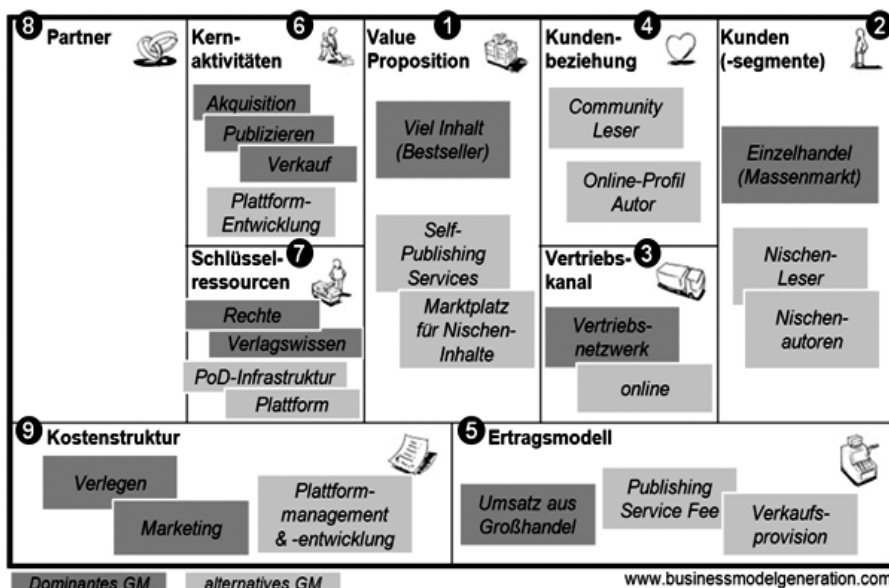 8 Partner
6
Kern-
aktivitäten
Akquisition
Publizieren
Verkauf
Plattform-
Entwicklung
7
Schlüssel-
ressourcen
Rechte
Verlagswissen
PoD-Infrastruktur
Plattform
1
Value
Proposition
Viel Inhalt
(Bestseller)
Self-
Publishing
Services
Marktplatz
für Nischen-
Inhalte
4
Kunden-
beziehung
Community
Leser
Online-Profil
Autor
3
Vertriebs-
kanal
Vertriebs-
netzwerk
online
2
Kunden
(-segmente)
Einzelhandel
(Massenmarkt)
Nischen-
Leser
Nischen-
autoren
9 Kostenstruktur
Verlegen
Marketing
Plattform-
management
& -entwicklung
5 Ertragsmodell
Umsatz aus
Großhandel
Publishing
Service Fee
Verkaufs-
provision
Dominantes GM
alternatives GM
www.businessmodelgeneration.com